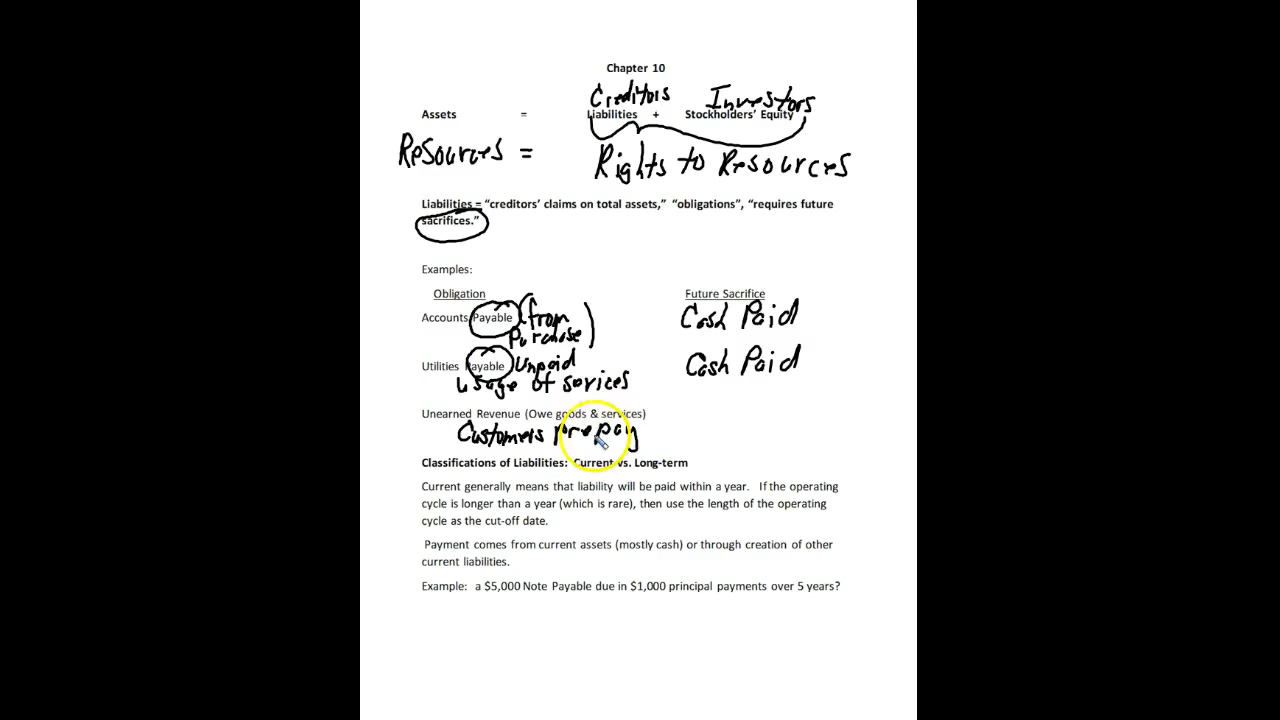 Chapter 10
Creditors Investors
Assets = Liabilities + Stockholders' Equity
Resources = Rights to Resources
Liabilities = "creditors' claims on total assets," "obligations", "requires future
sacrifices."
Examples:
Obligation Future Sacrifice
Accounts Payable (from Cash Paid
Purchase)
Utilities Payable Unpaid Cash Paid
usage of services
Unearned Revenue (Owe goods & services)
Customers prepay
Classifications of Liabilities: Current vs. Long-term
Current generally means that liability will be paid within a year. If the operating
cycle is longer than a year (which is rare), then use the length of the operating
cycle as the cut-off date.
Payment comes from current assets (mostly cash) or through creation of other
current liabilities.
Example: a $5,000 Note Payable due in $1,000 principal payments over 5 years?